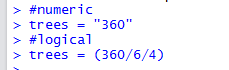 > #numeric
> trees = "360"
> #logical
> trees = (360/6/4)
>